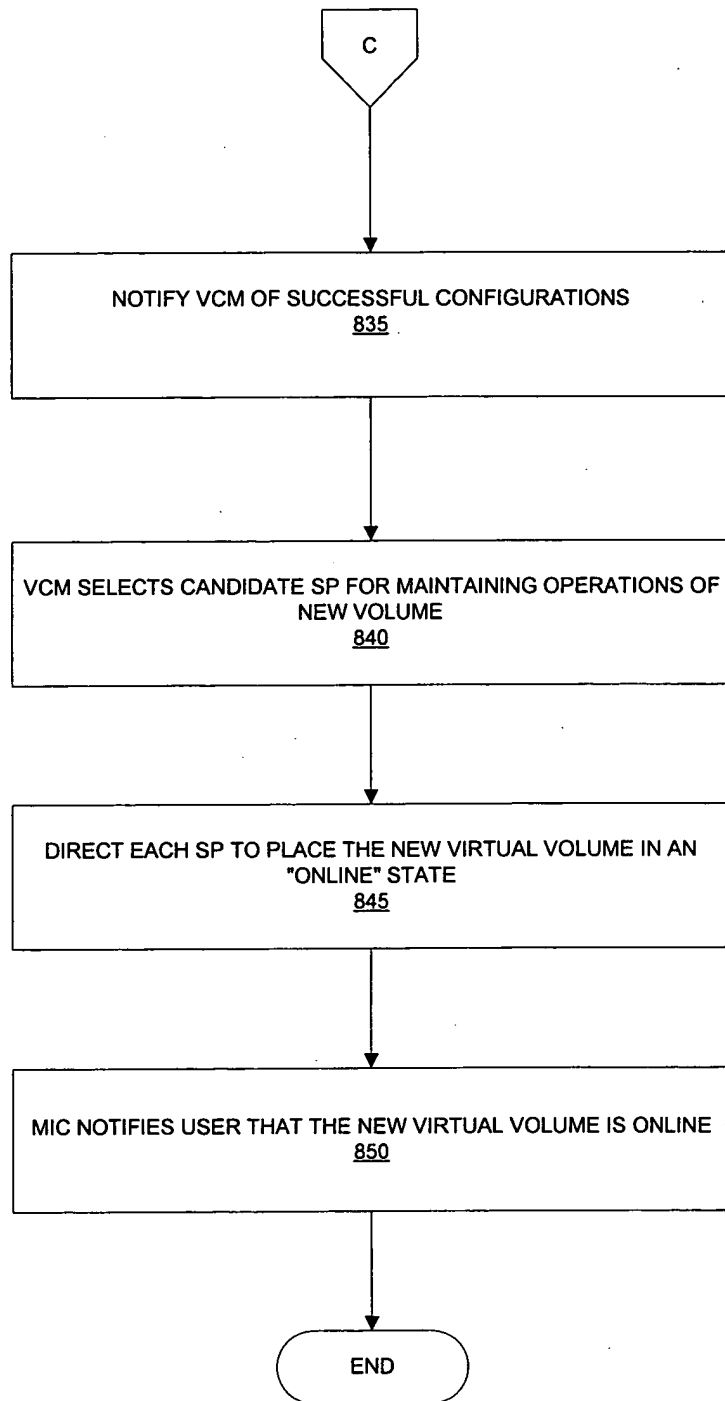 C
NOTIFY VCM OF SUCCESSFUL CONFIGURATIONS
835
VCM SELECTS CANDIDATE SP FOR MAINTAINING OPERATIONS OF
NEW VOLUME
840
DIRECT EACH SP TO PLACE THE NEW VIRTUAL VOLUME IN AN
"ONLINE" STATE
845
MIC NOTIFIES USER THAT THE NEW VIRTUAL VOLUME IS ONLINE
850
END